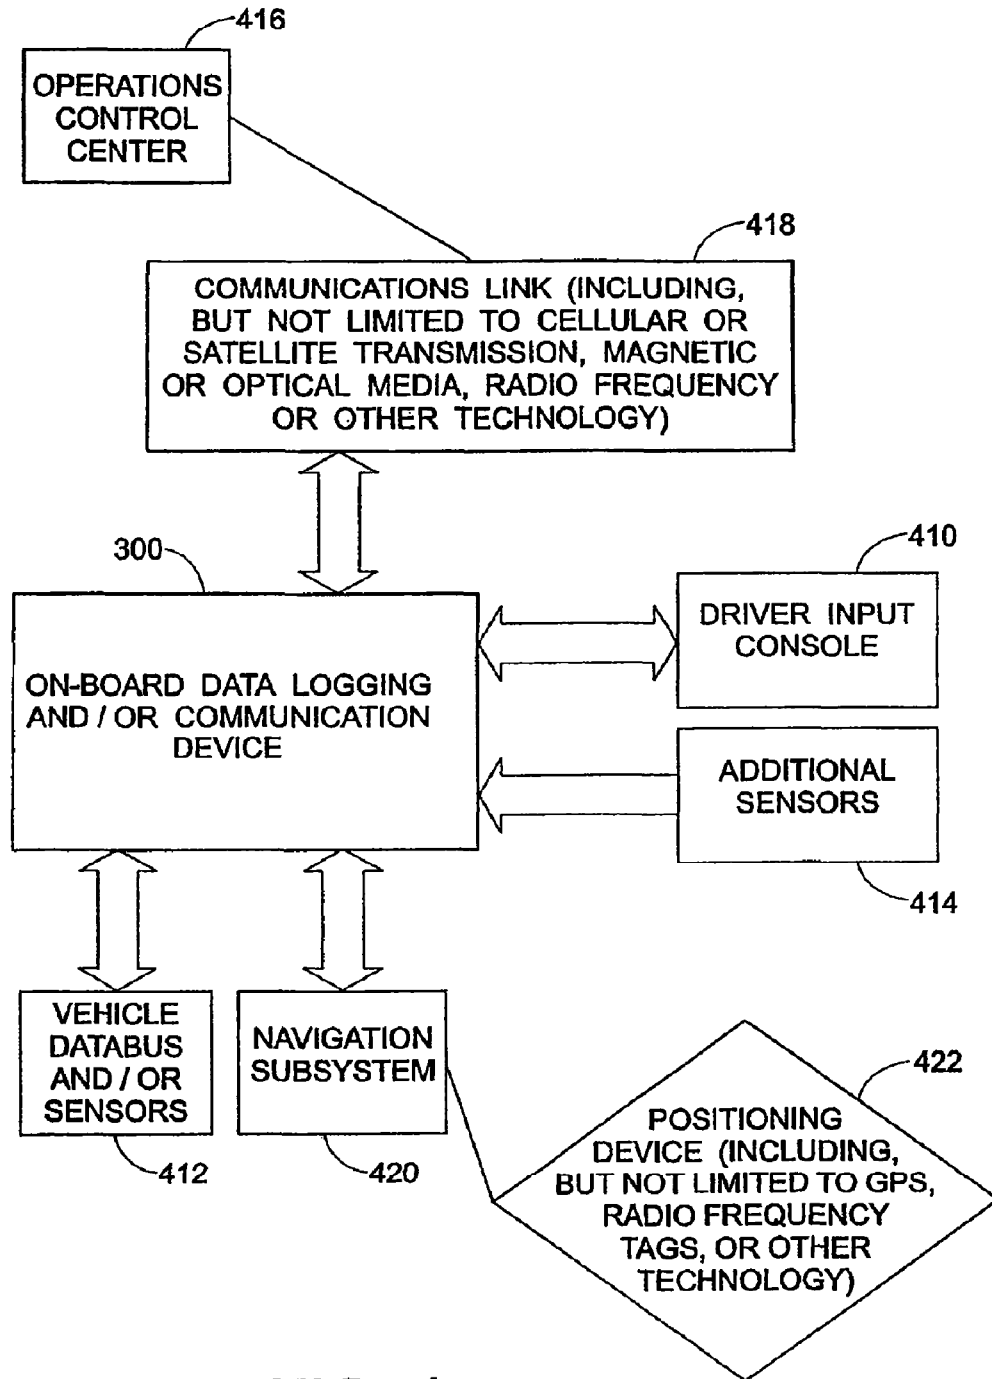 416
OPERATIONS
CONTROL
CENTER
418
COMMUNICATIONS LINK (INCLUDING,
BUT NOT LIMITED TO CELLULAR OR
SATELLITE TRANSMISSION, MAGNETIC
OR OPTICAL MEDIA, RADIO FREQUENCY
OR OTHER TECHNOLOGY)
300
ON-BOARD DATA LOGGING
AND / OR COMMUNICATION
DEVICE
410
DRIVER INPUT
CONSOLE
ADDITIONAL
SENSORS
414
VEHICLE
DATABUS
AND / OR
SENSORS
412
NAVIGATION
SUBSYSTEM
420
422
POSITIONING
DEVICE (INCLUDING,
BUT NOT LIMITED TO GPS,
RADIO FREQUENCY
TAGS, OR OTHER
TECHNOLOGY)